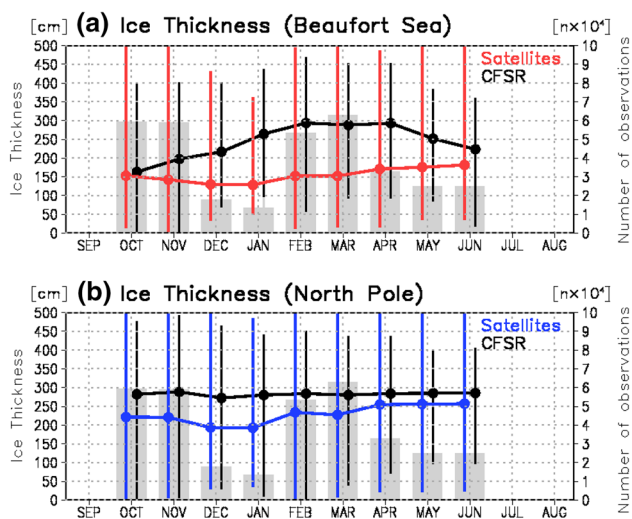 [cm] (a) Ice Thickness (Beaufort Sea) [n×10⁴]
500 10
450 9
400 8
350 7
300 6
250 5
200 4
150 3
100 2
50 1
0 0
Satellites
CFSR
Ice Thickness
Number of observations
SEP OCT NOV DEC JAN FEB MAR APR MAY JUN JUL AUG
[cm] (b) Ice Thickness (North Pole) [n×10⁴]
500 10
450 9
400 8
350 7
300 6
250 5
200 4
150 3
100 2
50 1
0 0
Satellites
CFSR
Ice Thickness
Number of observations
SEP OCT NOV DEC JAN FEB MAR APR MAY JUN JUL AUG